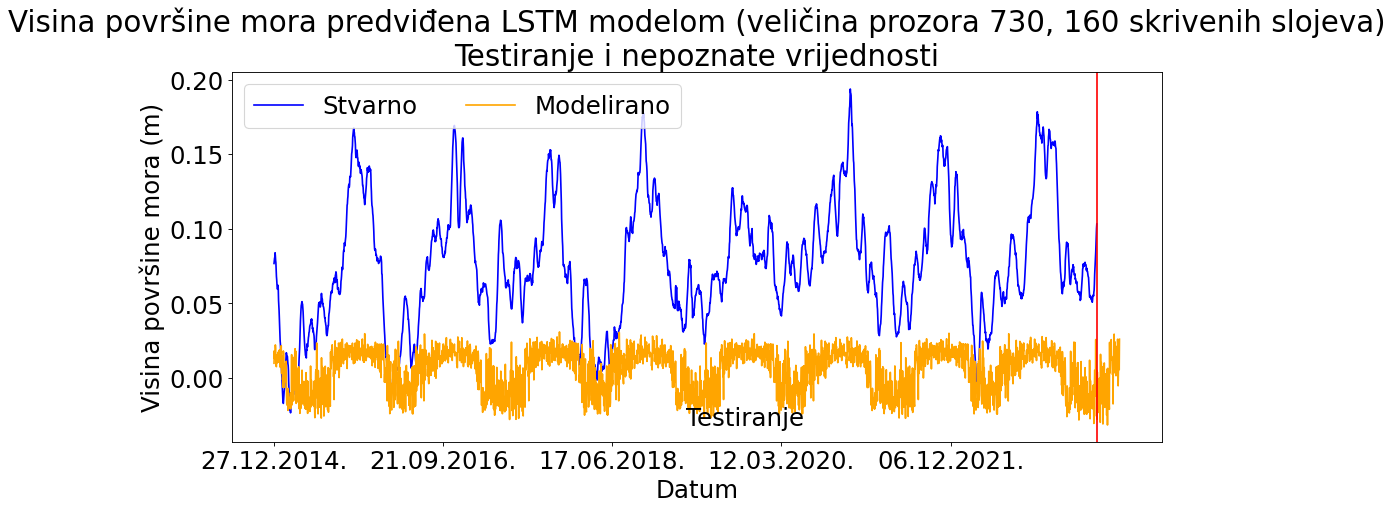 Visina površine mora predviđena LSTM modelom (veličina prozora 730, 160 skrivenih slojeva)
Testiranje i nepoznate vrijednosti
Stvarno
Modelirano
Visina površine mora (m)
0.20
0.15
0.10
0.05
0.00
Testiranje
27.12.2014.
21.09.2016.
17.06.2018.
12.03.2020.
06.12.2021.
Datum